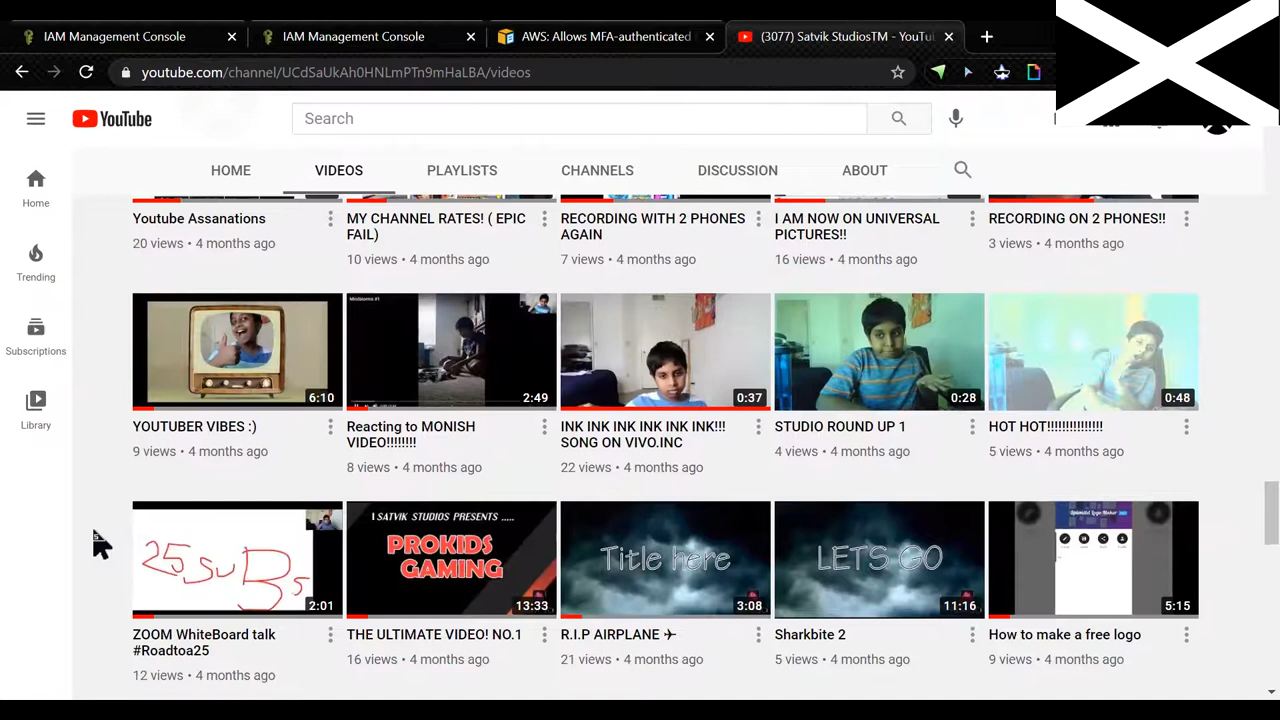 IAM Management Console
IAM Management Console
AWS: Allows MFA-authenticated
(3077) Satvik StudiosTM - YouTu
youtube.com/channel/UCdSaUkAh0HNLmPTn9mHaLBA/videos
YouTube
Search
HOME
VIDEOS
PLAYLISTS
CHANNELS
DISCUSSION
ABOUT
Home
Trending
Subscriptions
Library
Youtube Assanations
20 views • 4 months ago
MY CHANNEL RATES! ( EPIC
FAIL)
10 views • 4 months ago
RECORDING WITH 2 PHONES
AGAIN
7 views • 4 months ago
I AM NOW ON UNIVERSAL
PICTURES!!
16 views • 4 months ago
RECORDING ON 2 PHONES!!
3 views • 4 months ago
6:10
YOUTUBER VIBES :)
9 views • 4 months ago
2:49
Reacting to MONISH
VIDEO!!!!!!!!
8 views • 4 months ago
0:37
INK INK INK INK INK INK!!!
SONG ON VIVO.INC
22 views • 4 months ago
0:28
STUDIO ROUND UP 1
4 views • 4 months ago
0:48
HOT HOT!!!!!!!!!!!!!!!
5 views • 4 months ago
25 SuBs
2:01
ZOOM WhiteBoard talk
#Roadtoa25
12 views • 4 months ago
SATVIK STUDIOS PRESENTS .....
PROKIDS
GAMING
13:33
THE ULTIMATE VIDEO! NO.1
16 views • 4 months ago
Title here
3:08
R.I.P AIRPLANE ✈
21 views • 4 months ago
LETS GO
11:16
Sharkbite 2
5 views • 4 months ago
5:15
How to make a free logo
9 views • 4 months ago